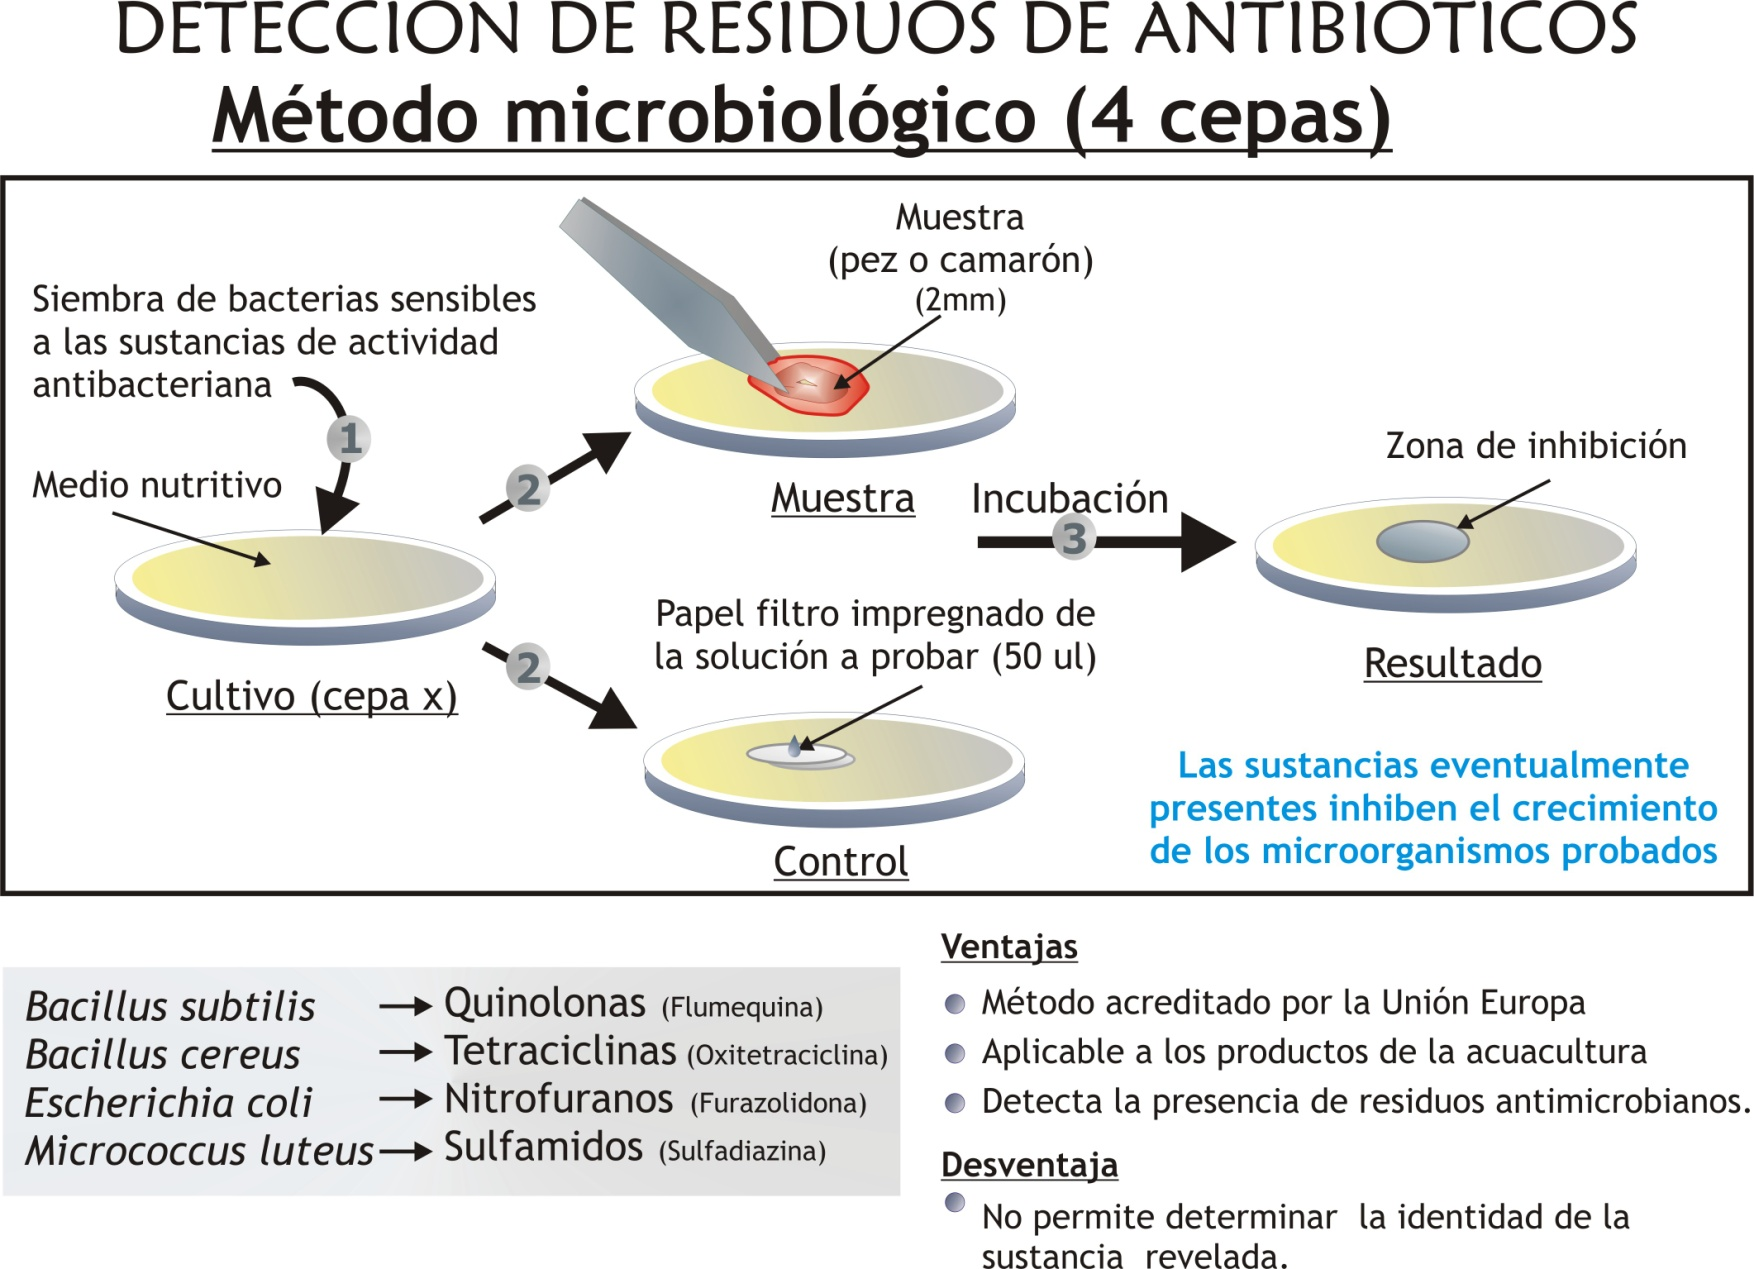 DETECCION DE RESIDUOS DE ANTIBIOTICOS
Método microbiológico (4 cepas)
Siembra de bacterias sensibles
a las sustancias de actividad
antibacteriana
1
Medio nutritivo
Cultivo (cepa x)
2
Muestra
(pez o camarón)
(2mm)
Muestra
2
Papel filtro impregnado de
la solución a probar (50 ul)
Control
Incubación
3
Zona de inhibición
Resultado
Las sustancias eventualmente
presentes inhiben el crecimiento
de los microorganismos probados
Bacillus subtilis → Quinolonas (Flumequina)
Bacillus cereus → Tetraciclinas (Oxitetraciclina)
Escherichia coli → Nitrofuranos (Furazolidona)
Micrococcus luteus → Sulfamidos (Sulfadiazina)
Ventajas
Método acreditado por la Unión Europa
Aplicable a los productos de la acuacultura
Detecta la presencia de residuos antimicrobianos.
Desventaja
No permite determinar la identidad de la
sustancia revelada.